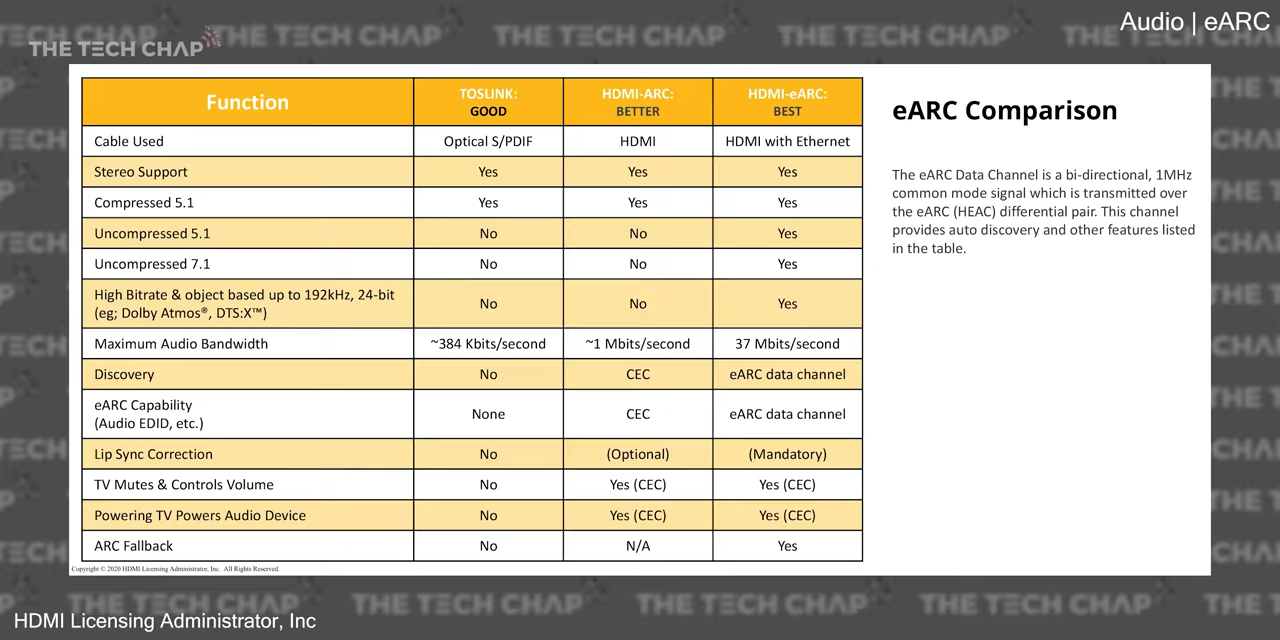 Audio | eARC
THE TECH CHAP
Function TOSLINK: GOOD HDMI-ARC: BETTER HDMI-eARC: BEST
Cable Used Optical S/PDIF HDMI HDMI with Ethernet
Stereo Support Yes Yes Yes
Compressed 5.1 Yes Yes Yes
Uncompressed 5.1 No No Yes
Uncompressed 7.1 No No Yes
High Bitrate & object based up to 192kHz, 24-bit
(eg; Dolby Atmos®, DTS:X™) No No Yes
Maximum Audio Bandwidth ~384 Kbits/second ~1 Mbits/second 37 Mbits/second
Discovery No CEC eARC data channel
eARC Capability
(Audio EDID, etc.) None CEC eARC data channel
Lip Sync Correction No (Optional) (Mandatory)
TV Mutes & Controls Volume No Yes (CEC) Yes (CEC)
Powering TV Powers Audio Device No Yes (CEC) Yes (CEC)
ARC Fallback No N/A Yes
Copyright © 2020 HDMI Licensing Administrator, Inc. All Rights Reserved.
eARC Comparison
The eARC Data Channel is a bi-directional, 1MHz
common mode signal which is transmitted over
the eARC (HEAC) differential pair. This channel
provides auto discovery and other features listed
in the table.
HDMI Licensing Administrator, Inc